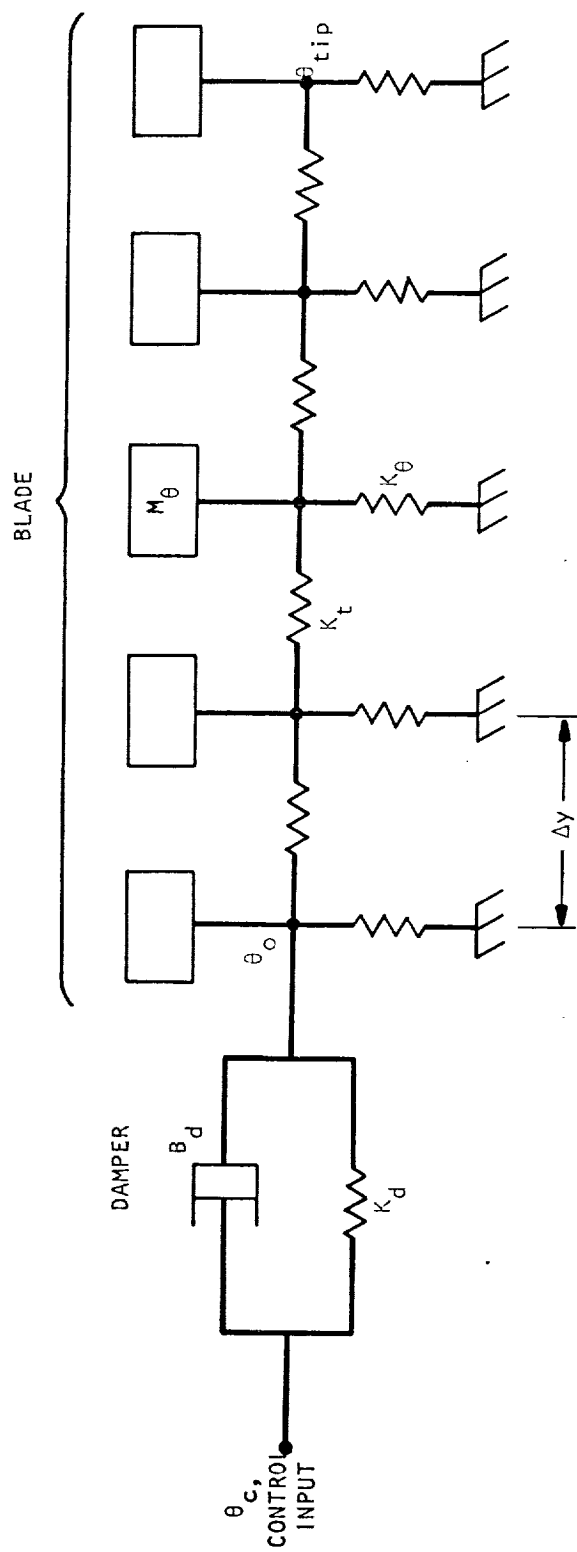 BLADE
θtip
Mθ
Kθ
Kt
Δy
θo
DAMPER
Bd
Kd
θc,
CONTROL
INPUT